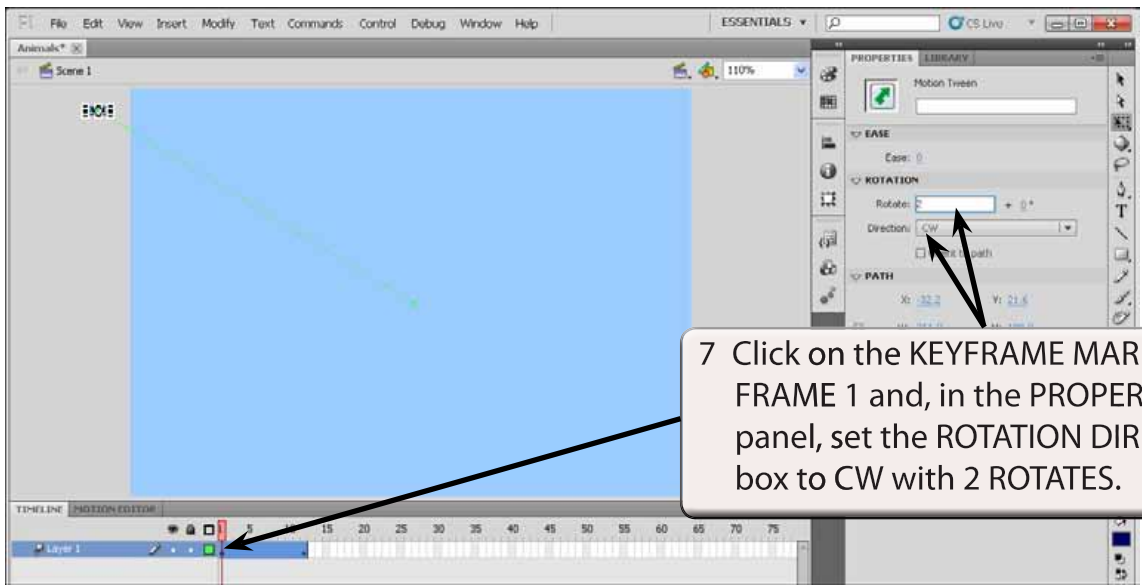 File Edit View Insert Modify Text Commands Control Debug Window Help ESSENTIALS CS Live
Animals*
Scene 1 110%
PROPERTIES LIBRARY
Motion Tween
EASE
Ease: 0
ROTATION
Rotate: 2 + 0°
Direction: CW
path
PATH
X: -32.2 Y: 21.6
7 Click on the KEYFRAME MAR
FRAME 1 and, in the PROPER
panel, set the ROTATION DIR
box to CW with 2 ROTATES.
TIMELINE MOTION EDITOR
1 5 10 15 20 25 30 35 40 45 50 55 60 65 70 75
Layer 1